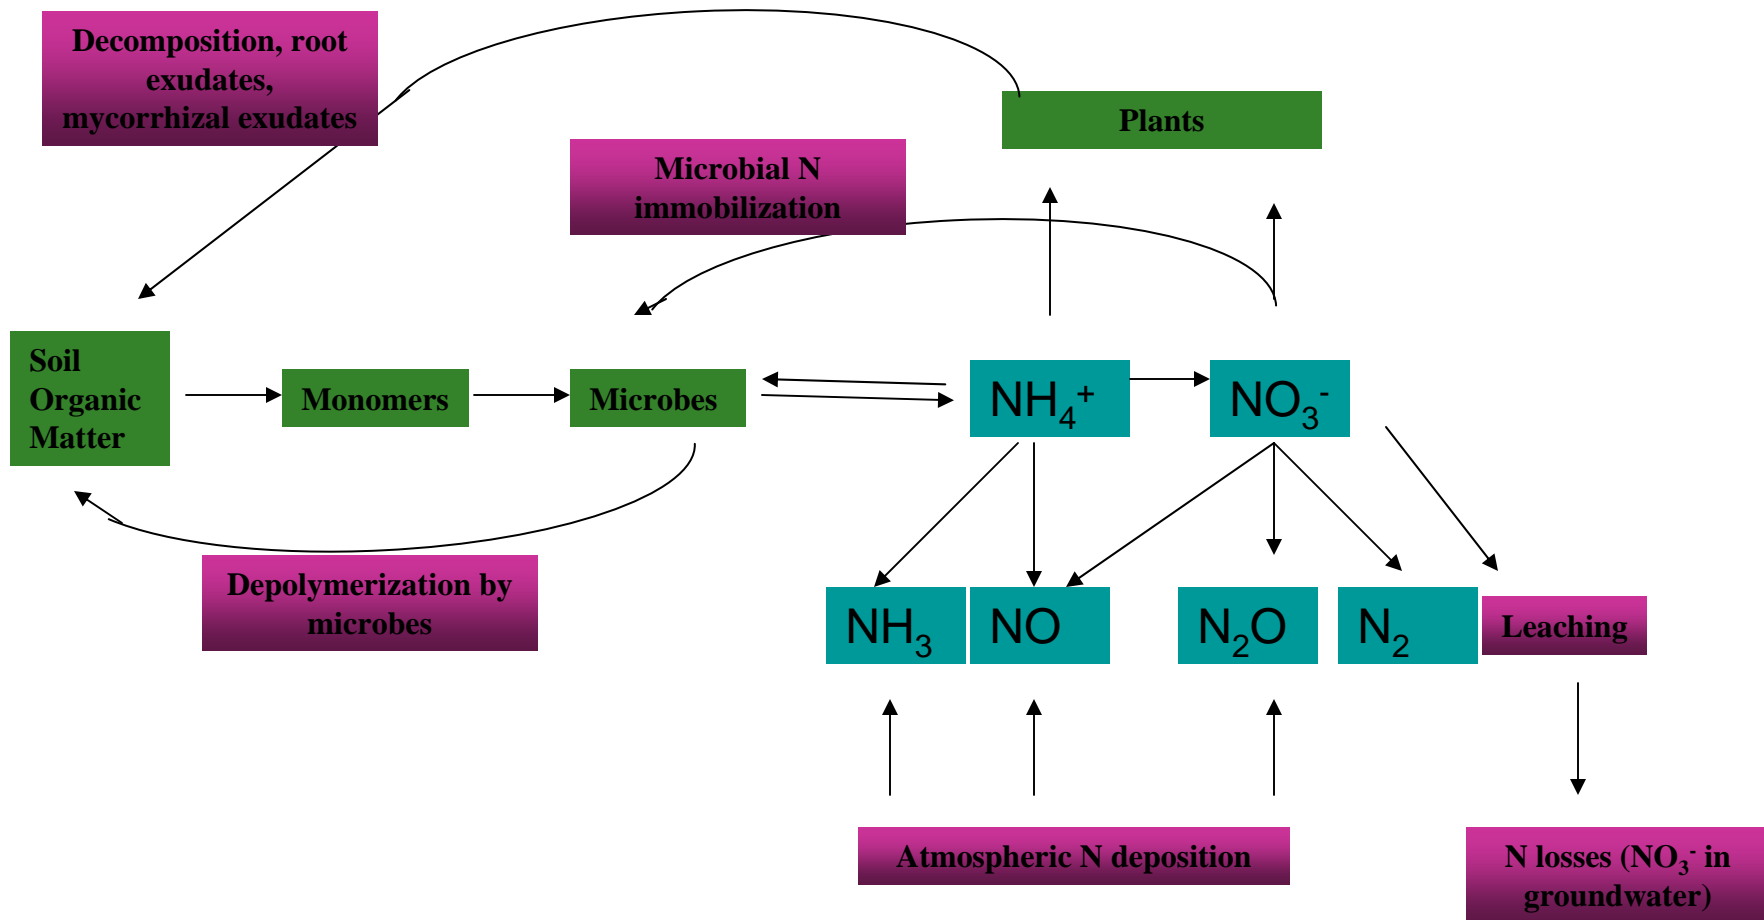 Decomposition, root
exudates,
mycorrhizal exudates
Plants
Microbial N
immobilization
Soil
Organic
Matter
Monomers
Microbes
NH₄⁺
NO₃⁻
Depolymerization by
microbes
NH₃
NO
N₂O
N₂
Leaching
Atmospheric N deposition
N losses (NO₃⁻ in
groundwater)